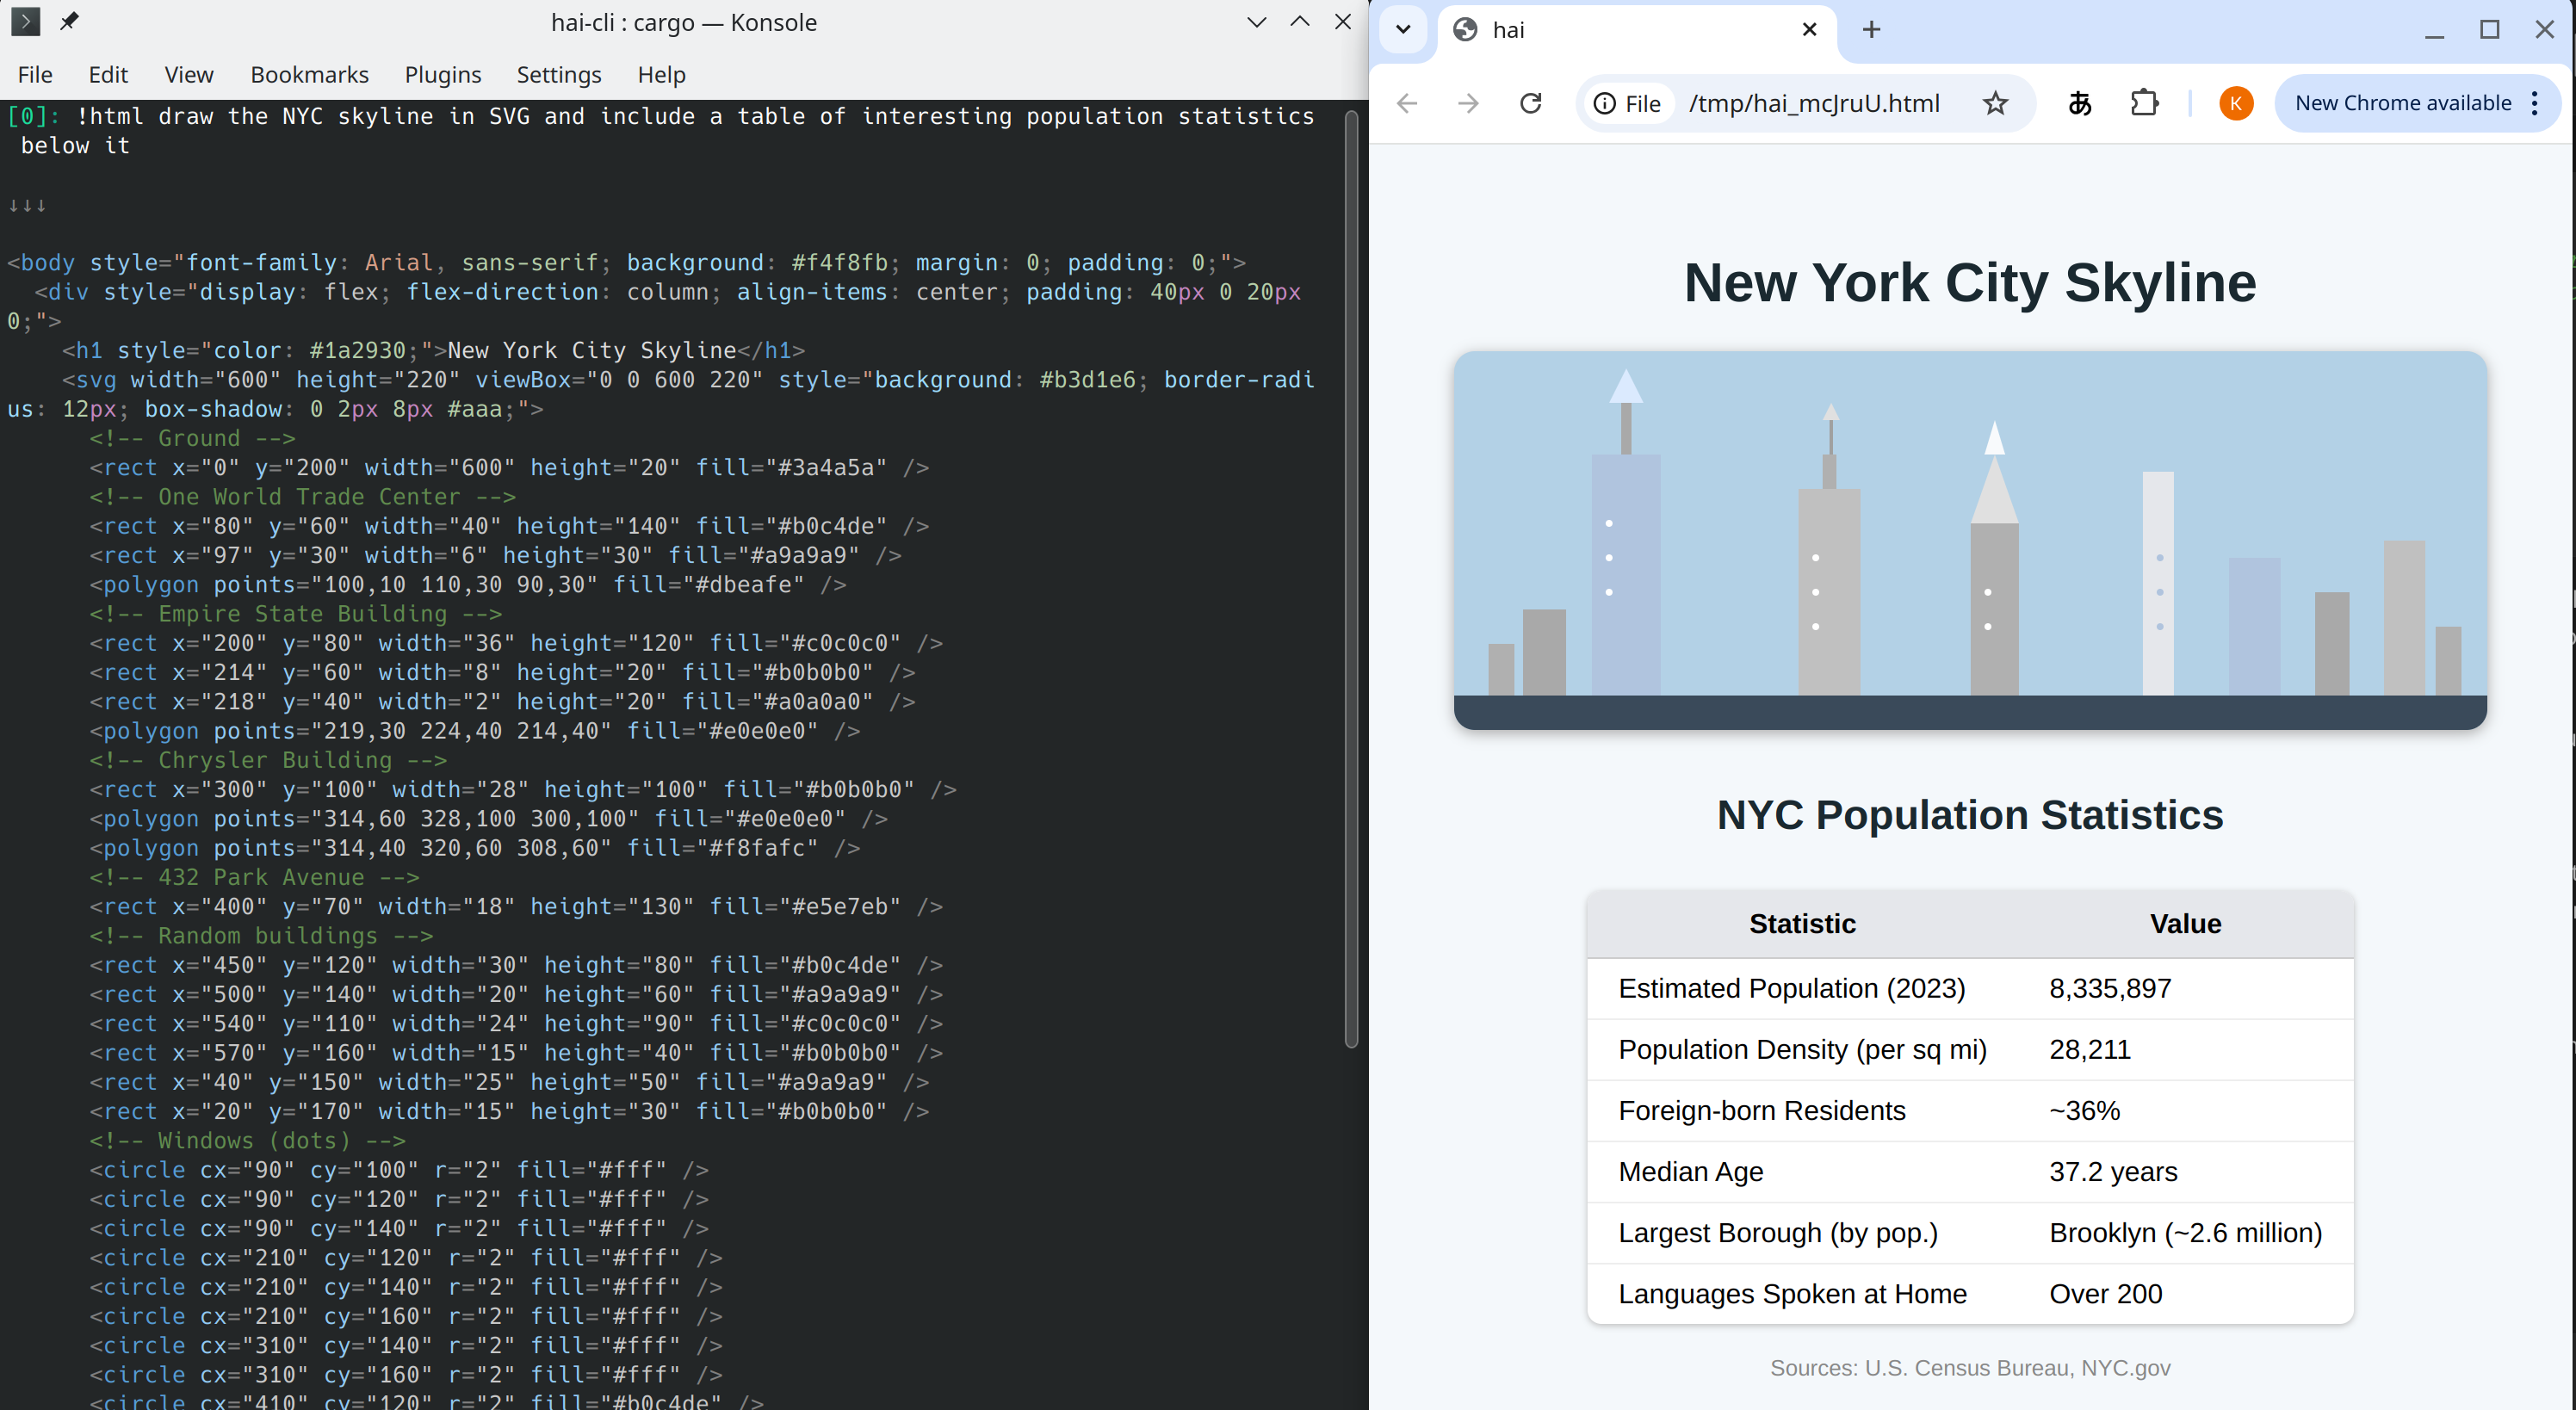 hai-cli : cargo — Konsole
File Edit View Bookmarks Plugins Settings Help
[0]: !html draw the NYC skyline in SVG and include a table of interesting population statistics
below it
↓↓↓
<body style="font-family: Arial, sans-serif; background: #f4f8fb; margin: 0; padding: 0;">
<div style="display: flex; flex-direction: column; align-items: center; padding: 40px 0 20px
0;">
<h1 style="color: #1a2930;">New York City Skyline</h1>
<svg width="600" height="220" viewBox="0 0 600 220" style="background: #b3d1e6; border-radi
us: 12px; box-shadow: 0 2px 8px #aaa;">
<!-- Ground -->
<rect x="0" y="200" width="600" height="20" fill="#3a4a5a" />
<!-- One World Trade Center -->
<rect x="80" y="60" width="40" height="140" fill="#b0c4de" />
<rect x="97" y="30" width="6" height="30" fill="#a9a9a9" />
<polygon points="100,10 110,30 90,30" fill="#dbeafe" />
<!-- Empire State Building -->
<rect x="200" y="80" width="36" height="120" fill="#c0c0c0" />
<rect x="214" y="60" width="8" height="20" fill="#b0b0b0" />
<rect x="218" y="40" width="2" height="20" fill="#a0a0a0" />
<polygon points="219,30 224,40 214,40" fill="#e0e0e0" />
<!-- Chrysler Building -->
<rect x="300" y="100" width="28" height="100" fill="#b0b0b0" />
<polygon points="314,60 328,100 300,100" fill="#e0e0e0" />
<polygon points="314,40 320,60 308,60" fill="#f8fafc" />
<!-- 432 Park Avenue -->
<rect x="400" y="70" width="18" height="130" fill="#e5e7eb" />
<!-- Random buildings -->
<rect x="450" y="120" width="30" height="80" fill="#b0c4de" />
<rect x="500" y="140" width="20" height="60" fill="#a9a9a9" />
<rect x="540" y="110" width="24" height="90" fill="#c0c0c0" />
<rect x="570" y="160" width="15" height="40" fill="#b0b0b0" />
<rect x="40" y="150" width="25" height="50" fill="#a9a9a9" />
<rect x="20" y="170" width="15" height="30" fill="#b0b0b0" />
<!-- Windows (dots) -->
<circle cx="90" cy="100" r="2" fill="#fff" />
<circle cx="90" cy="120" r="2" fill="#fff" />
<circle cx="90" cy="140" r="2" fill="#fff" />
<circle cx="210" cy="120" r="2" fill="#fff" />
<circle cx="210" cy="140" r="2" fill="#fff" />
<circle cx="210" cy="160" r="2" fill="#fff" />
<circle cx="310" cy="140" r="2" fill="#fff" />
<circle cx="310" cy="160" r="2" fill="#fff" />
<circle cx="410" cy="120" r="2" fill="#b0c4de" />
hai
File /tmp/hai_mcJruU.html あ K New Chrome available
New York City Skyline
NYC Population Statistics
Statistic Value
Estimated Population (2023) 8,335,897
Population Density (per sq mi) 28,211
Foreign-born Residents ~36%
Median Age 37.2 years
Largest Borough (by pop.) Brooklyn (~2.6 million)
Languages Spoken at Home Over 200
Sources: U.S. Census Bureau, NYC.gov